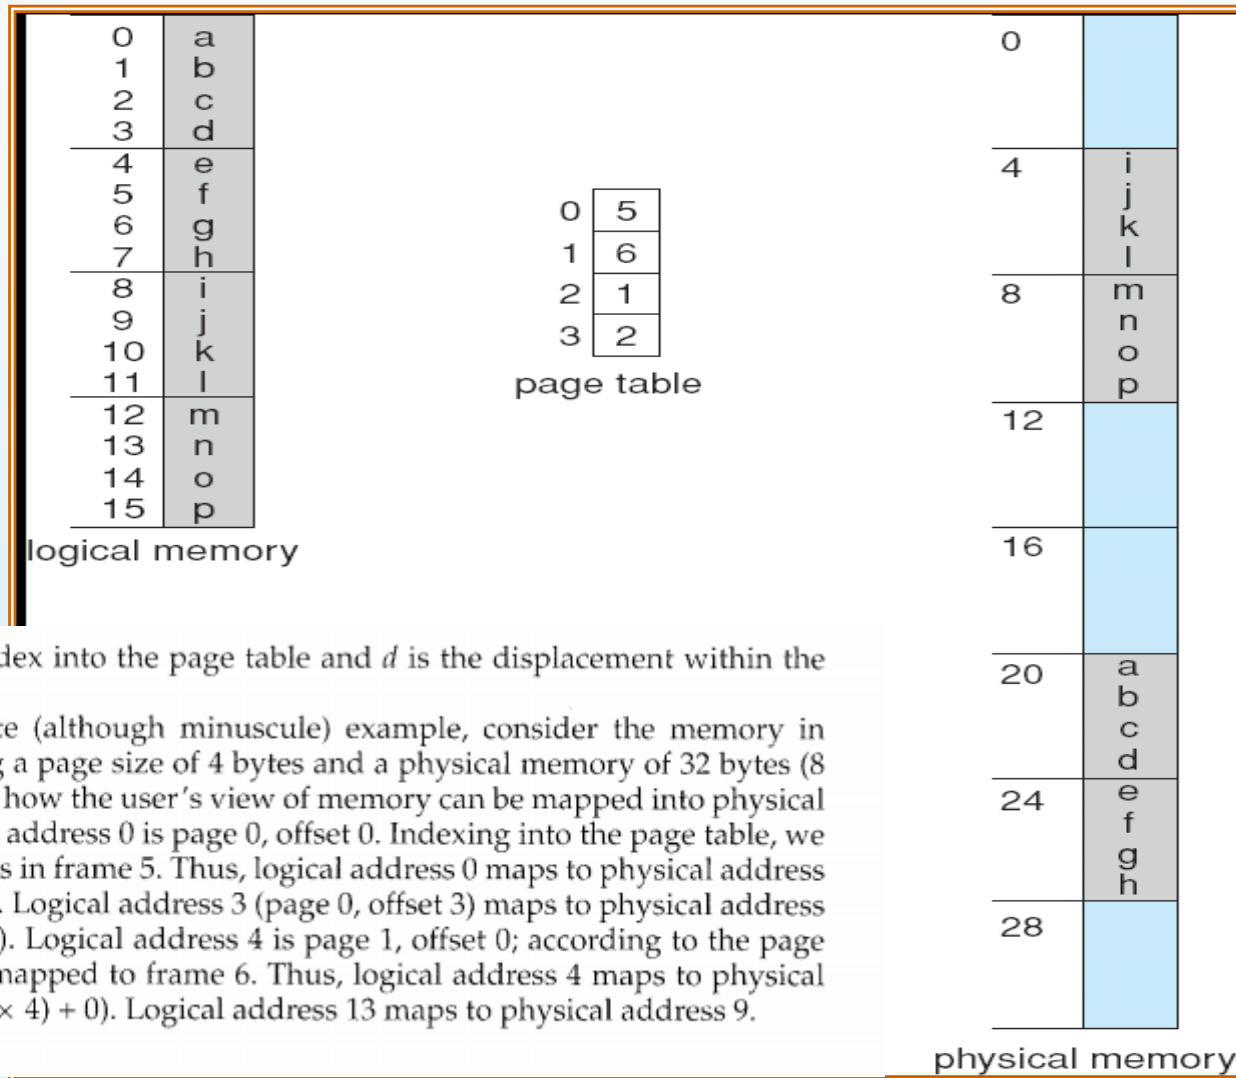 0 a
1 b
2 c
3 d
4 e
5 f
6 g
7 h
8 i
9 j
10 k
11 l
12 m
13 n
14 o
15 p
logical memory
0 5
1 6
2 1
3 2
page table
0
4 i
j
k
l
8 m
n
o
p
12
16
20 a
b
c
d
24 e
f
g
h
28
physical memory
dex into the page table and d is the displacement within the
te (although minuscule) example, consider the memory in
g a page size of 4 bytes and a physical memory of 32 bytes (8
how the user's view of memory can be mapped into physical
address 0 is page 0, offset 0. Indexing into the page table, we
s in frame 5. Thus, logical address 0 maps to physical address
. Logical address 3 (page 0, offset 3) maps to physical address
). Logical address 4 is page 1, offset 0; according to the page
mapped to frame 6. Thus, logical address 4 maps to physical
× 4) + 0). Logical address 13 maps to physical address 9.